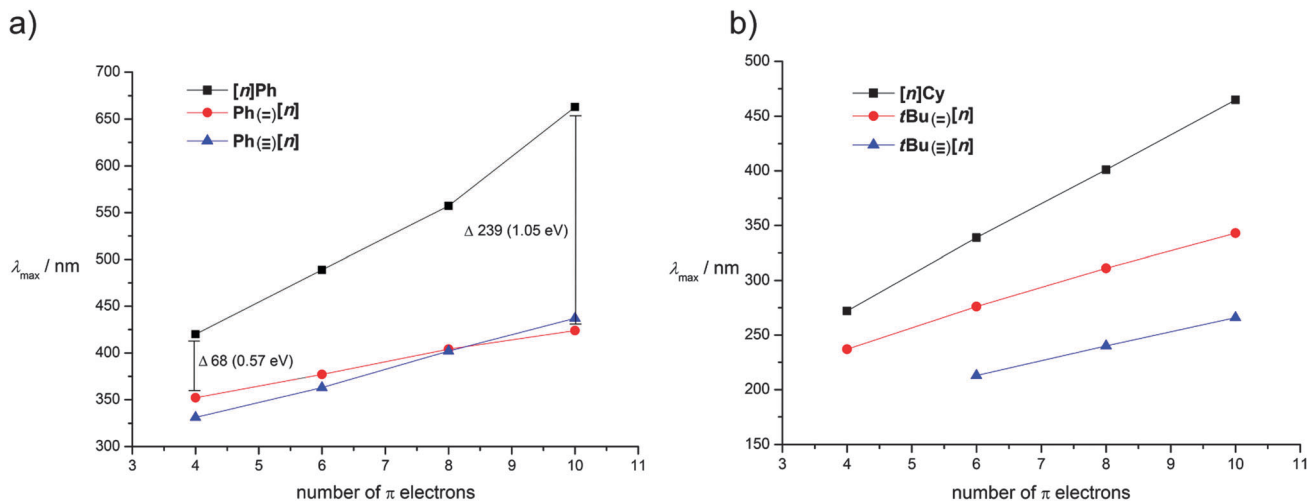 a)
700
650
600
550
500
450
400
350
300
λmax / nm
[n]Ph
Ph(=)[n]
Ph(≡)[n]
Δ 239 (1.05 eV)
Δ 68 (0.57 eV)
3 4 5 6 7 8 9 10 11
number of π electrons
b)
500
450
400
350
300
250
200
150
λmax / nm
[n]Cy
tBu(=)[n]
tBu(≡)[n]
3 4 5 6 7 8 9 10 11
number of π electrons